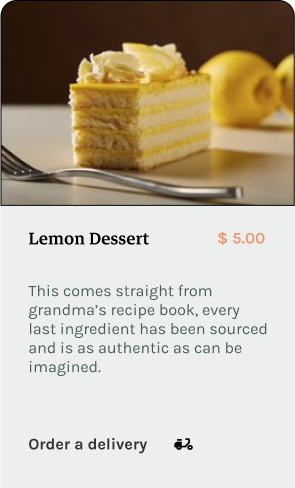 Lemon Dessert $ 5.00
This comes straight from
grandma's recipe book, every
last ingredient has been sourced
and is as authentic as can be
imagined.
Order a delivery